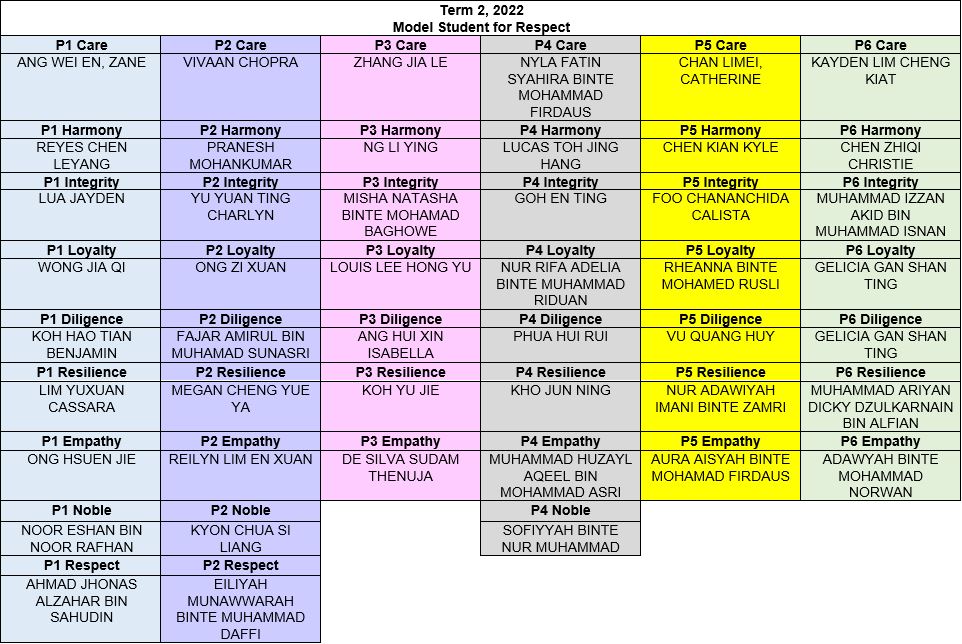 Term 2, 2022
Model Student for Respect
P1 Care P2 Care P3 Care P4 Care P5 Care P6 Care
ANG WEI EN, ZANE VIVAAN CHOPRA ZHANG JIA LE NYLA FATIN CHAN LIMEI, KAYDEN LIM CHENG
SYAHIRA BINTE CATHERINE KIAT
MOHAMMAD
FIRDAUS
P1 Harmony P2 Harmony P3 Harmony P4 Harmony P5 Harmony P6 Harmony
REYES CHEN PRANESH NG LI YING LUCAS TOH JING CHEN KIAN KYLE CHEN ZHIQI
LEYANG MOHANKUMAR HANG CHRISTIE
P1 Integrity P2 Integrity P3 Integrity P4 Integrity P5 Integrity P6 Integrity
LUA JAYDEN YU YUAN TING MISHA NATASHA GOH EN TING FOO CHANANCHIDA MUHAMMAD IZZAN
CHARLYN BINTE MOHAMAD CALISTA AKID BIN
BAGHOWE MUHAMMAD ISNAN
P1 Loyalty P2 Loyalty P3 Loyalty P4 Loyalty P5 Loyalty P6 Loyalty
WONG JIA QI ONG ZI XUAN LOUIS LEE HONG YU NUR RIFA ADELIA RHEANNA BINTE GELICIA GAN SHAN
BINTE MUHAMMAD MOHAMED RUSLI TING
RIDUAN
P1 Diligence P2 Diligence P3 Diligence P4 Diligence P5 Diligence P6 Diligence
KOH HAO TIAN FAJAR AMIRUL BIN ANG HUI XIN PHUA HUI RUI VU QUANG HUY GELICIA GAN SHAN
BENJAMIN MUHAMAD SUNASRI ISABELLA TING
P1 Resilience P2 Resilience P3 Resilience P4 Resilience P5 Resilience P6 Resilience
LIM YUXUAN MEGAN CHENG YUE KOH YU JIE KHO JUN NING NUR ADAWIYAH MUHAMMAD ARIYAN
CASSARA YA IMANI BINTE ZAMRI DICKY DZULKARNAIN
BIN ALFIAN
P1 Empathy P2 Empathy P3 Empathy P4 Empathy P5 Empathy P6 Empathy
ONG HSUEN JIE REILYN LIM EN XUAN DE SILVA SUDAM MUHAMMAD HUZAYL AURA AISYAH BINTE ADAWYAH BINTE
THENUJA AQEEL BIN MOHAMAD FIRDAUS MOHAMMAD
MOHAMMAD ASRI NORWAN
P1 Noble P2 Noble P4 Noble
NOOR ESHAN BIN KYON CHUA SI SOFIYYAH BINTE
NOOR RAFHAN LIANG NUR MUHAMMAD
P1 Respect P2 Respect
AHMAD JHONAS EILIYAH
ALZAHAR BIN MUNAWWARAH
SAHUDIN BINTE MUHAMMAD
DAFFI